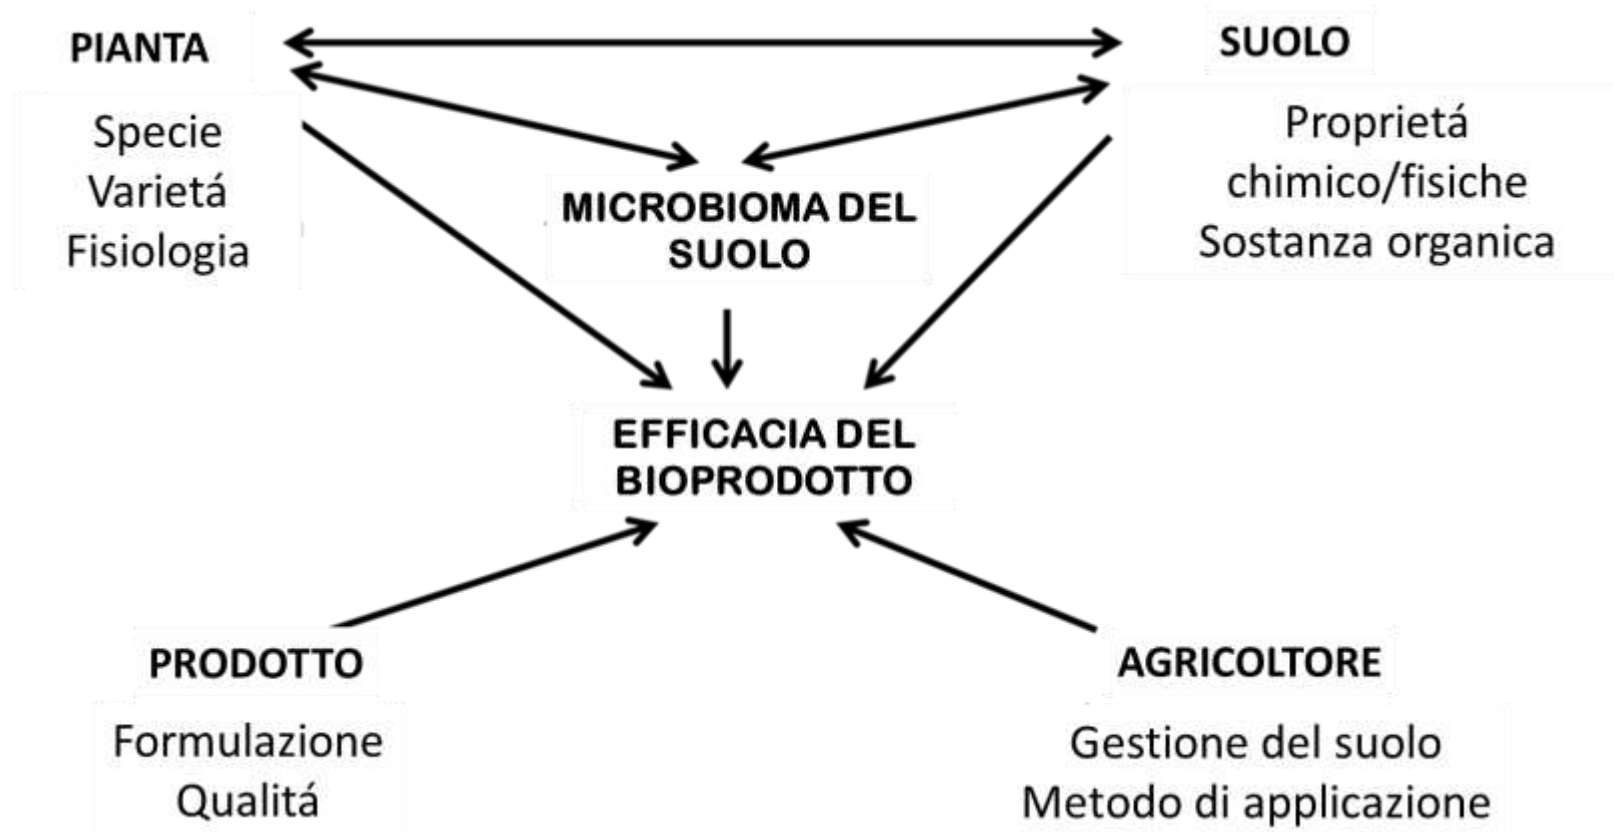 PIANTA
Specie
Varietá
Fisiologia
SUOLO
Proprietá
chimico/fisiche
Sostanza organica
MICROBIOMA DEL
SUOLO
EFFICACIA DEL
BIOPRODOTTO
PRODOTTO
Formulazione
Qualitá
AGRICOLTORE
Gestione del suolo
Metodo di applicazione